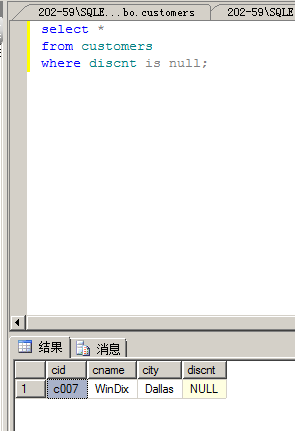 202-59\SQLE...bo.customers
202-59\SQLE
select *
from customers
where discnt is null;
结果
消息
cid cname city discnt
1 c007 WinDix Dallas NULL